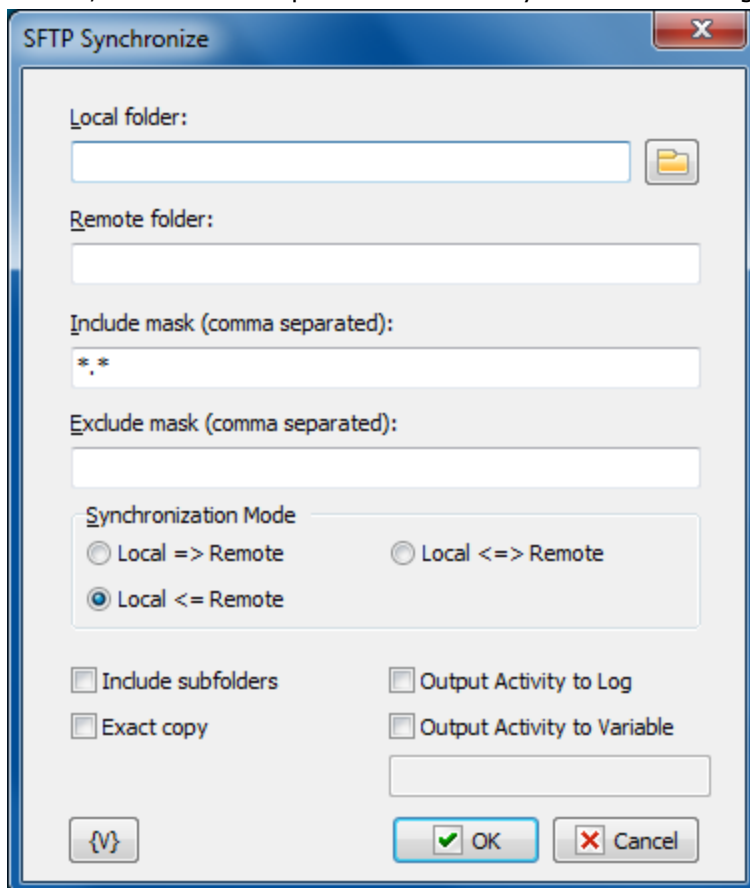 SFTP Synchronize
Local folder:
Remote folder:
Include mask (comma separated):
*.*
Exclude mask (comma separated):
Synchronization Mode
Local => Remote
Local <=> Remote
Local <= Remote
Include subfolders
Output Activity to Log
Exact copy
Output Activity to Variable
{V}
OK
Cancel